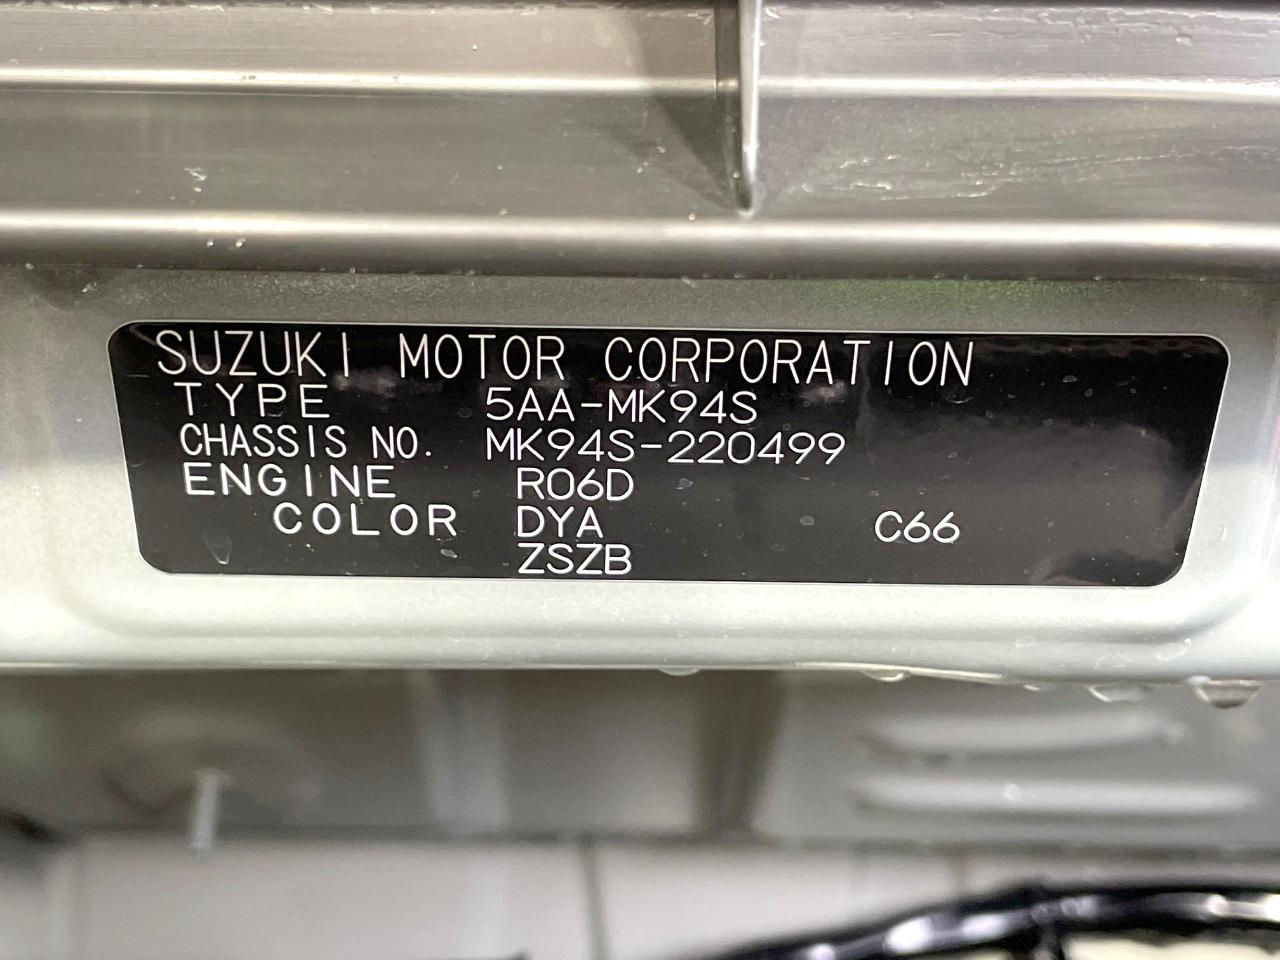 SUZUKI MOTOR CORPORATION
TYPE 5AA-MK94S
CHASSIS NO. MK94S-220499
ENGINE R06D
COLOR DYA C66
ZSZB